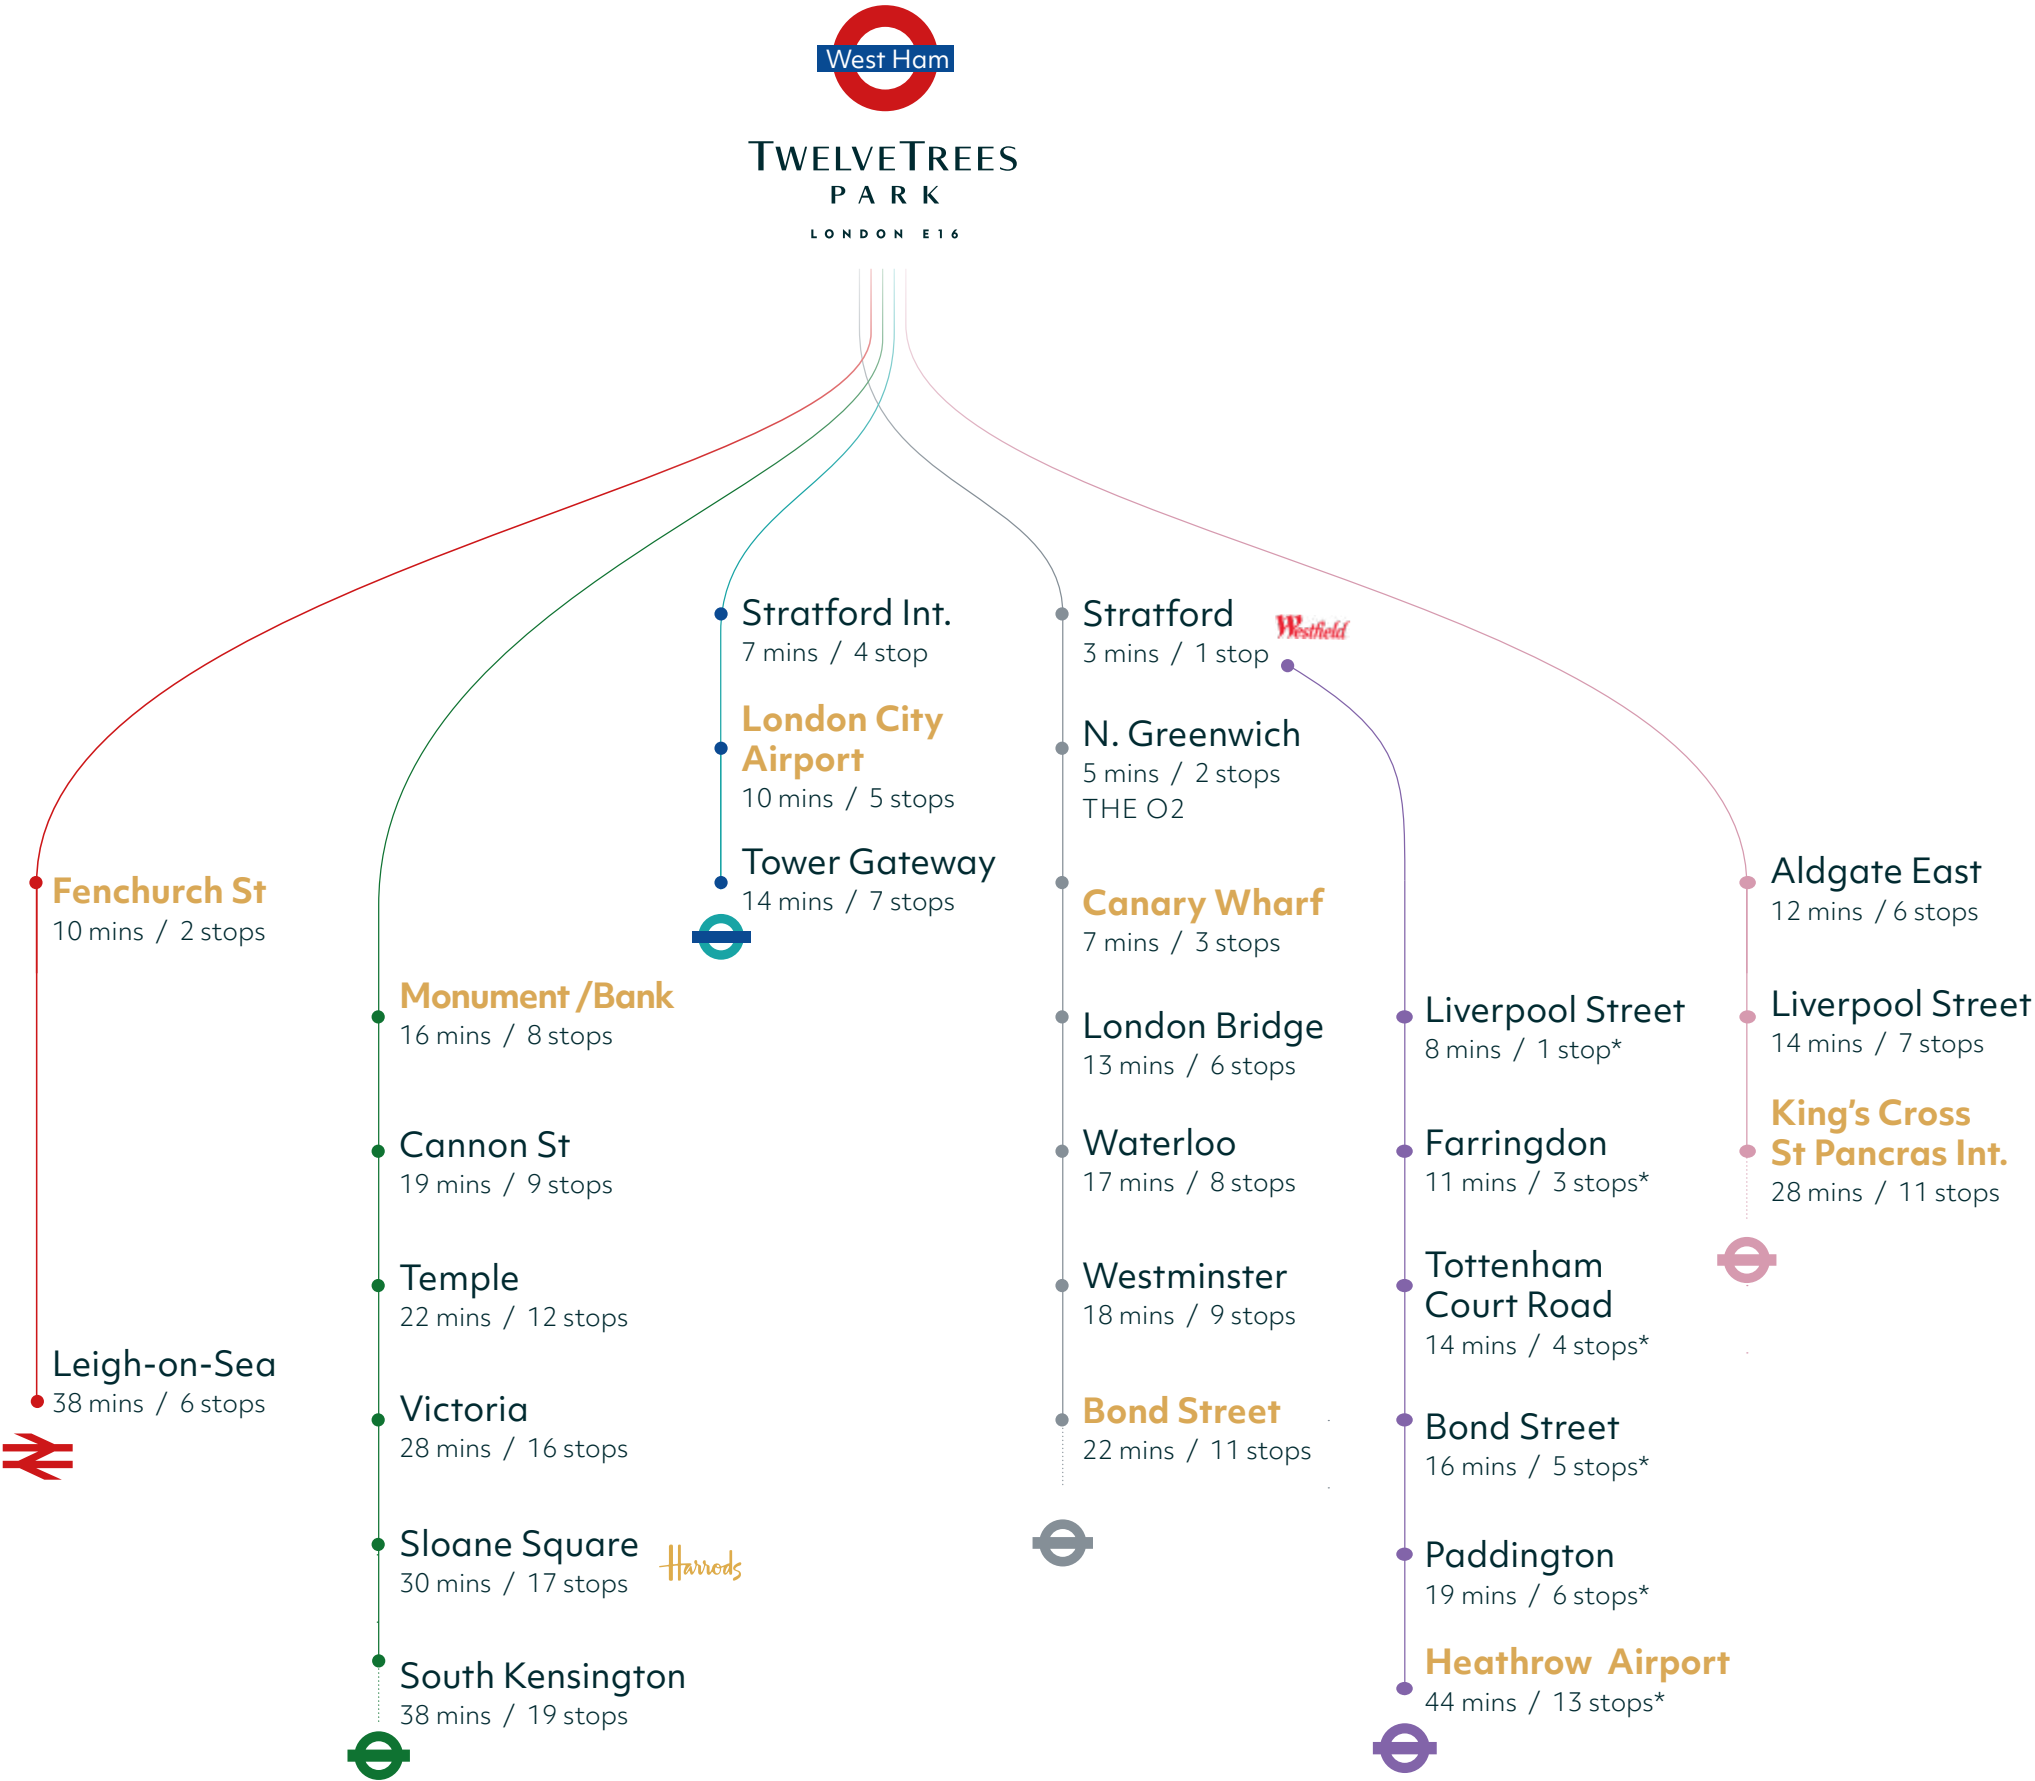 West Ham
TWELVETREES
PARK
LONDON E16
Fenchurch St
10 mins / 2 stops
Leigh-on-Sea
38 mins / 6 stops
Monument /Bank
16 mins / 8 stops
Cannon St
19 mins / 9 stops
Temple
22 mins / 12 stops
Victoria
28 mins / 16 stops
Sloane Square
30 mins / 17 stops
Harrods
South Kensington
38 mins / 19 stops
Stratford Int.
7 mins / 4 stop
London City
Airport
10 mins / 5 stops
Tower Gateway
14 mins / 7 stops
Stratford
3 mins / 1 stop
Westfield
N. Greenwich
5 mins / 2 stops
THE O2
Canary Wharf
7 mins / 3 stops
London Bridge
13 mins / 6 stops
Waterloo
17 mins / 8 stops
Westminster
18 mins / 9 stops
Bond Street
22 mins / 11 stops
Liverpool Street
8 mins / 1 stop*
Farringdon
11 mins / 3 stops*
Tottenham
Court Road
14 mins / 4 stops*
Bond Street
16 mins / 5 stops*
Paddington
19 mins / 6 stops*
Heathrow Airport
44 mins / 13 stops*
Aldgate East
12 mins / 6 stops
Liverpool Street
14 mins / 7 stops
King's Cross
St Pancras Int.
28 mins / 11 stops